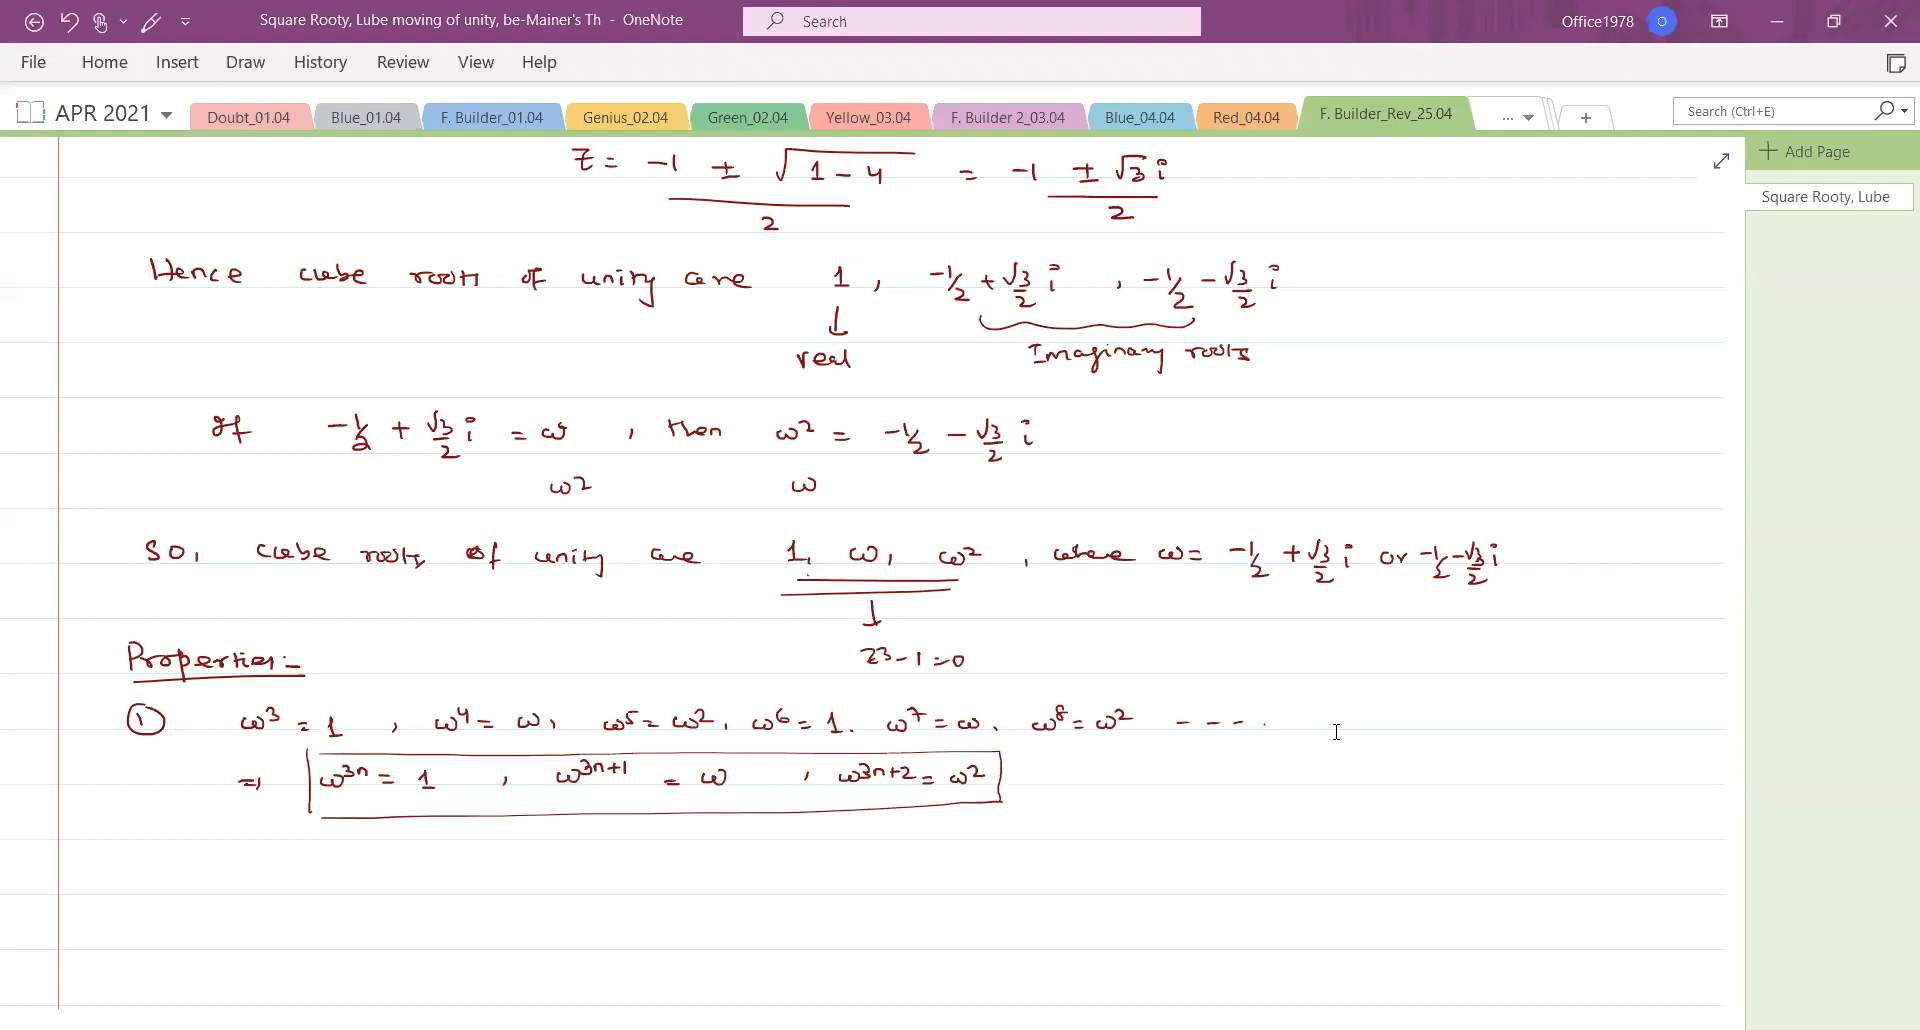 Square Rooty, Lube moving of unity, be-Mainer's Th - OneNote
Search
Office1978
O
File Home Insert Draw History Review View Help
APR 2021
Doubt_01.04 Blue_01.04 F. Builder_01.04 Genius_02.04 Green_02.04 Yellow_03.04 F. Builder 2_03.04 Blue_04.04 Red_04.04 F. Builder_Rev_25.04 ... +
Search (Ctrl+E)
+ Add Page
Square Rooty, Lube
z = (-1 ± √(1-4))/2 = (-1 ± √3 i)/2
Hence cube roots of unity are 1, -1/2 + √3/2 i, -1/2 - √3/2 i
↓
real Imaginary roots
If -1/2 + √3/2 i = ω, then ω² = -1/2 - √3/2 i
ω² ω
So, cube roots of unity are 1, ω, ω², where ω = -1/2 + √3/2 i or -1/2 - √3/2 i
↓
Properties:- z³-1=0
① ω³ = 1, ω⁴ = ω, ω⁵ = ω², ω⁶ = 1. ω⁷ = ω, ω⁸ = ω² - - - .
⇒ ω³ⁿ = 1, ω³ⁿ⁺¹ = ω, ω³ⁿ⁺² = ω²